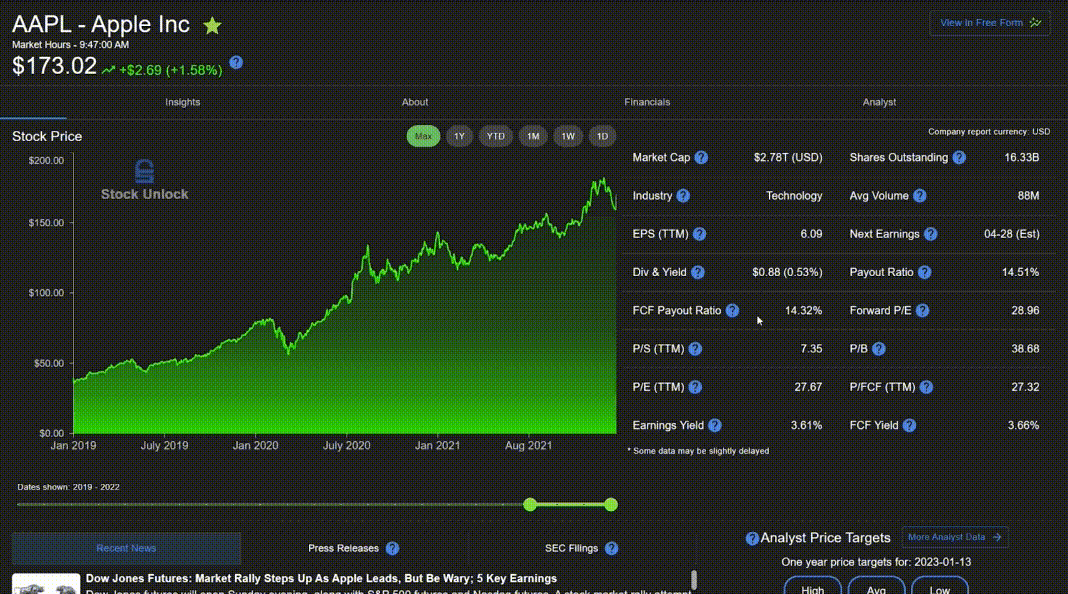 AAPL - Apple Inc
View in Free Form
Market Hours - 9:47:00 AM
$173.02 +$2.69 (+1.58%) ?
Insights About Financials Analyst
Company report currency: USD
Stock Price Max 1Y YTD 1M 1W 1D
Stock Unlock
$200.00
$150.00
$100.00
$50.00
$0.00
Jan 2019 July 2019 Jan 2020 July 2020 Jan 2021 Aug 2021
Market Cap ? $2.78T (USD) Shares Outstanding ? 16.33B
Industry ? Technology Avg Volume ? 88M
EPS (TTM) ? 6.09 Next Earnings ? 04-28 (Est)
Div & Yield ? $0.88 (0.53%) Payout Ratio ? 14.51%
FCF Payout Ratio ? 14.32% Forward P/E ? 28.96
P/S (TTM) ? 7.35 P/B ? 38.68
P/E (TTM) ? 27.67 P/FCF (TTM) ? 27.32
Earnings Yield ? 3.61% FCF Yield ? 3.66%
* Some data may be slightly delayed
Dates shown: 2019 - 2022
Recent News Press Releases ? SEC Filings ?
Dow Jones Futures: Market Rally Steps Up As Apple Leads, But Be Wary; 5 Key Earnings
Dow Jones futures will open Sunday evening, along with S&P 500 futures and Nasdaq futures. A stock market rally attempt
? Analyst Price Targets More Analyst Data
One year price targets for: 2023-01-13
High Avg Low